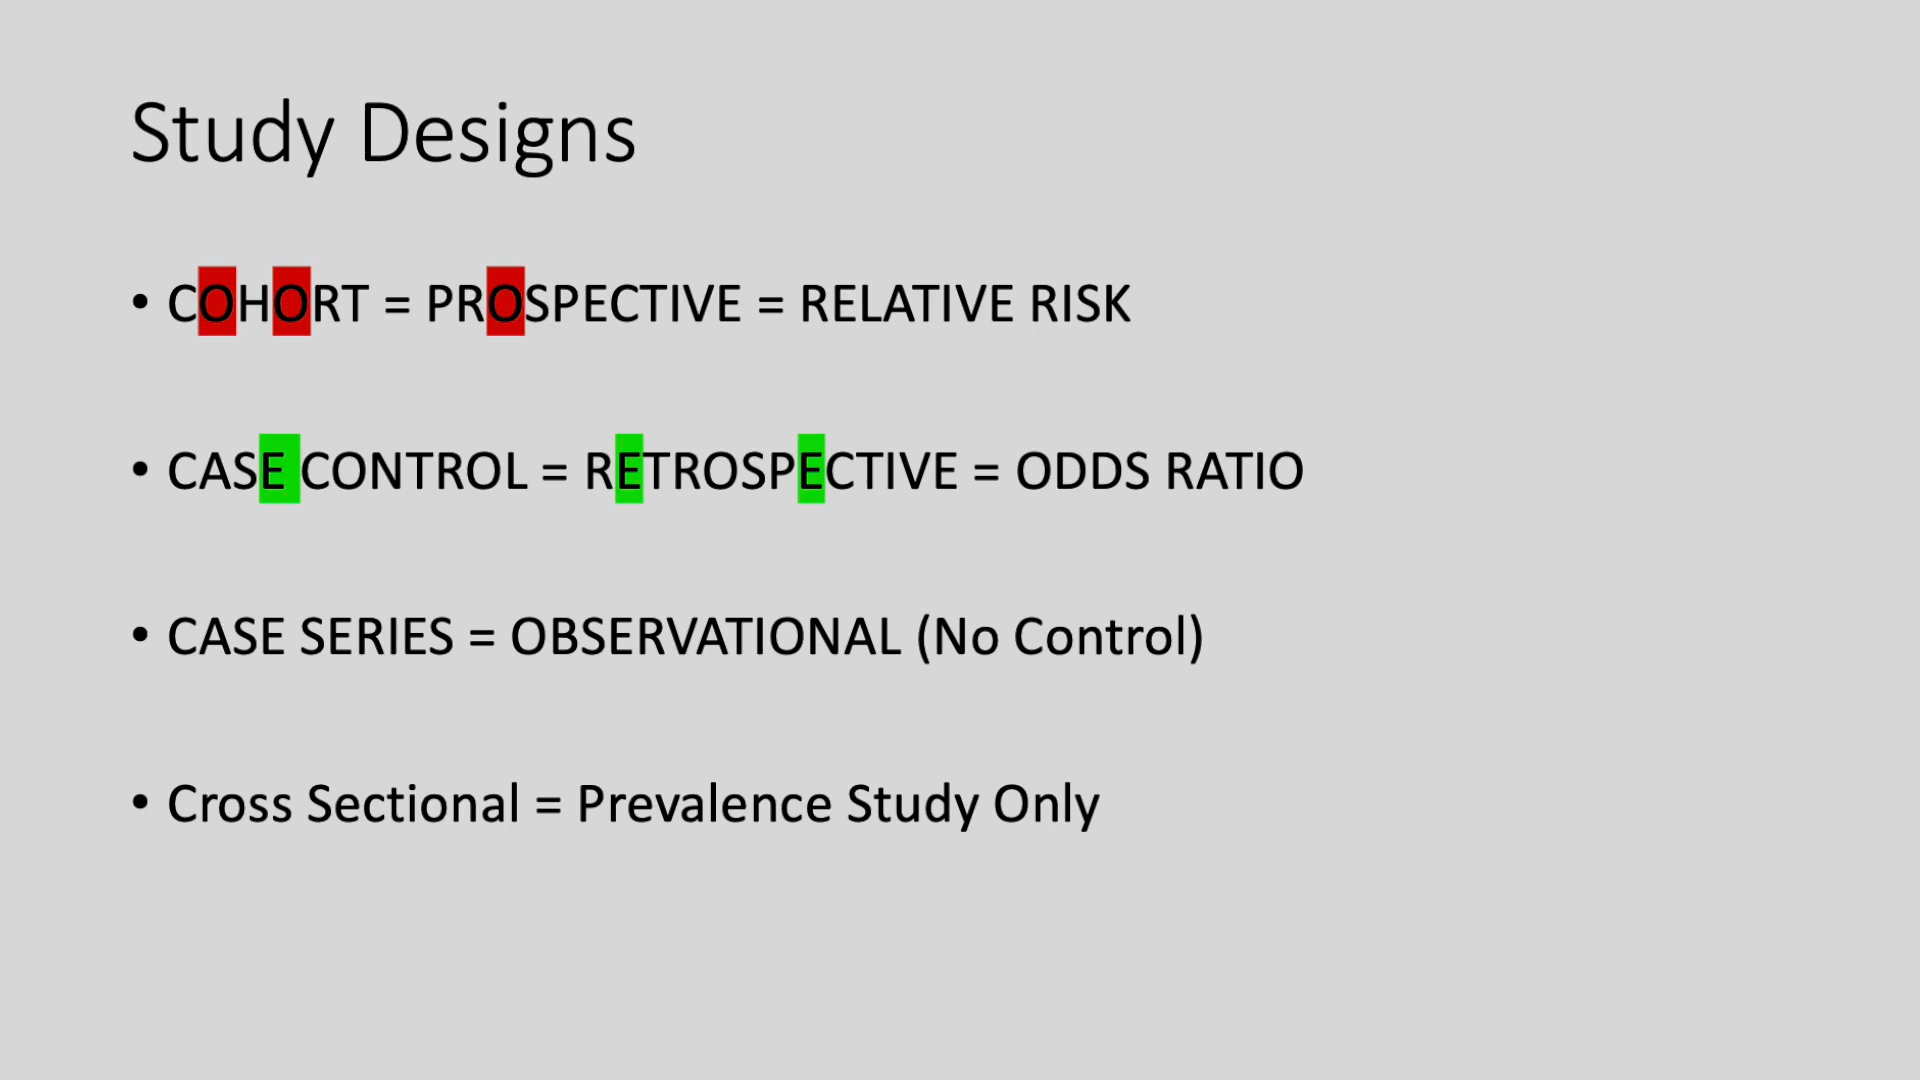 Study Designs
• COHORT = PROSPECTIVE = RELATIVE RISK
• CASE CONTROL = RETROSPECTIVE = ODDS RATIO
• CASE SERIES = OBSERVATIONAL (No Control)
• Cross Sectional = Prevalence Study Only